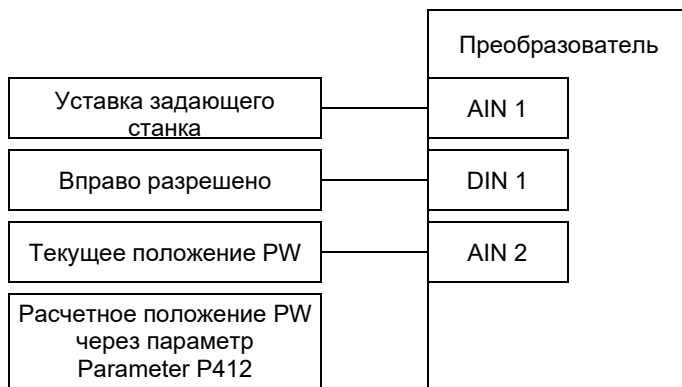 Преобразователь
Уставка задающего
станка
AIN 1
Вправо разрешено
DIN 1
Текущее положение PW
AIN 2
Расчетное положение PW
через параметр
Parameter P412